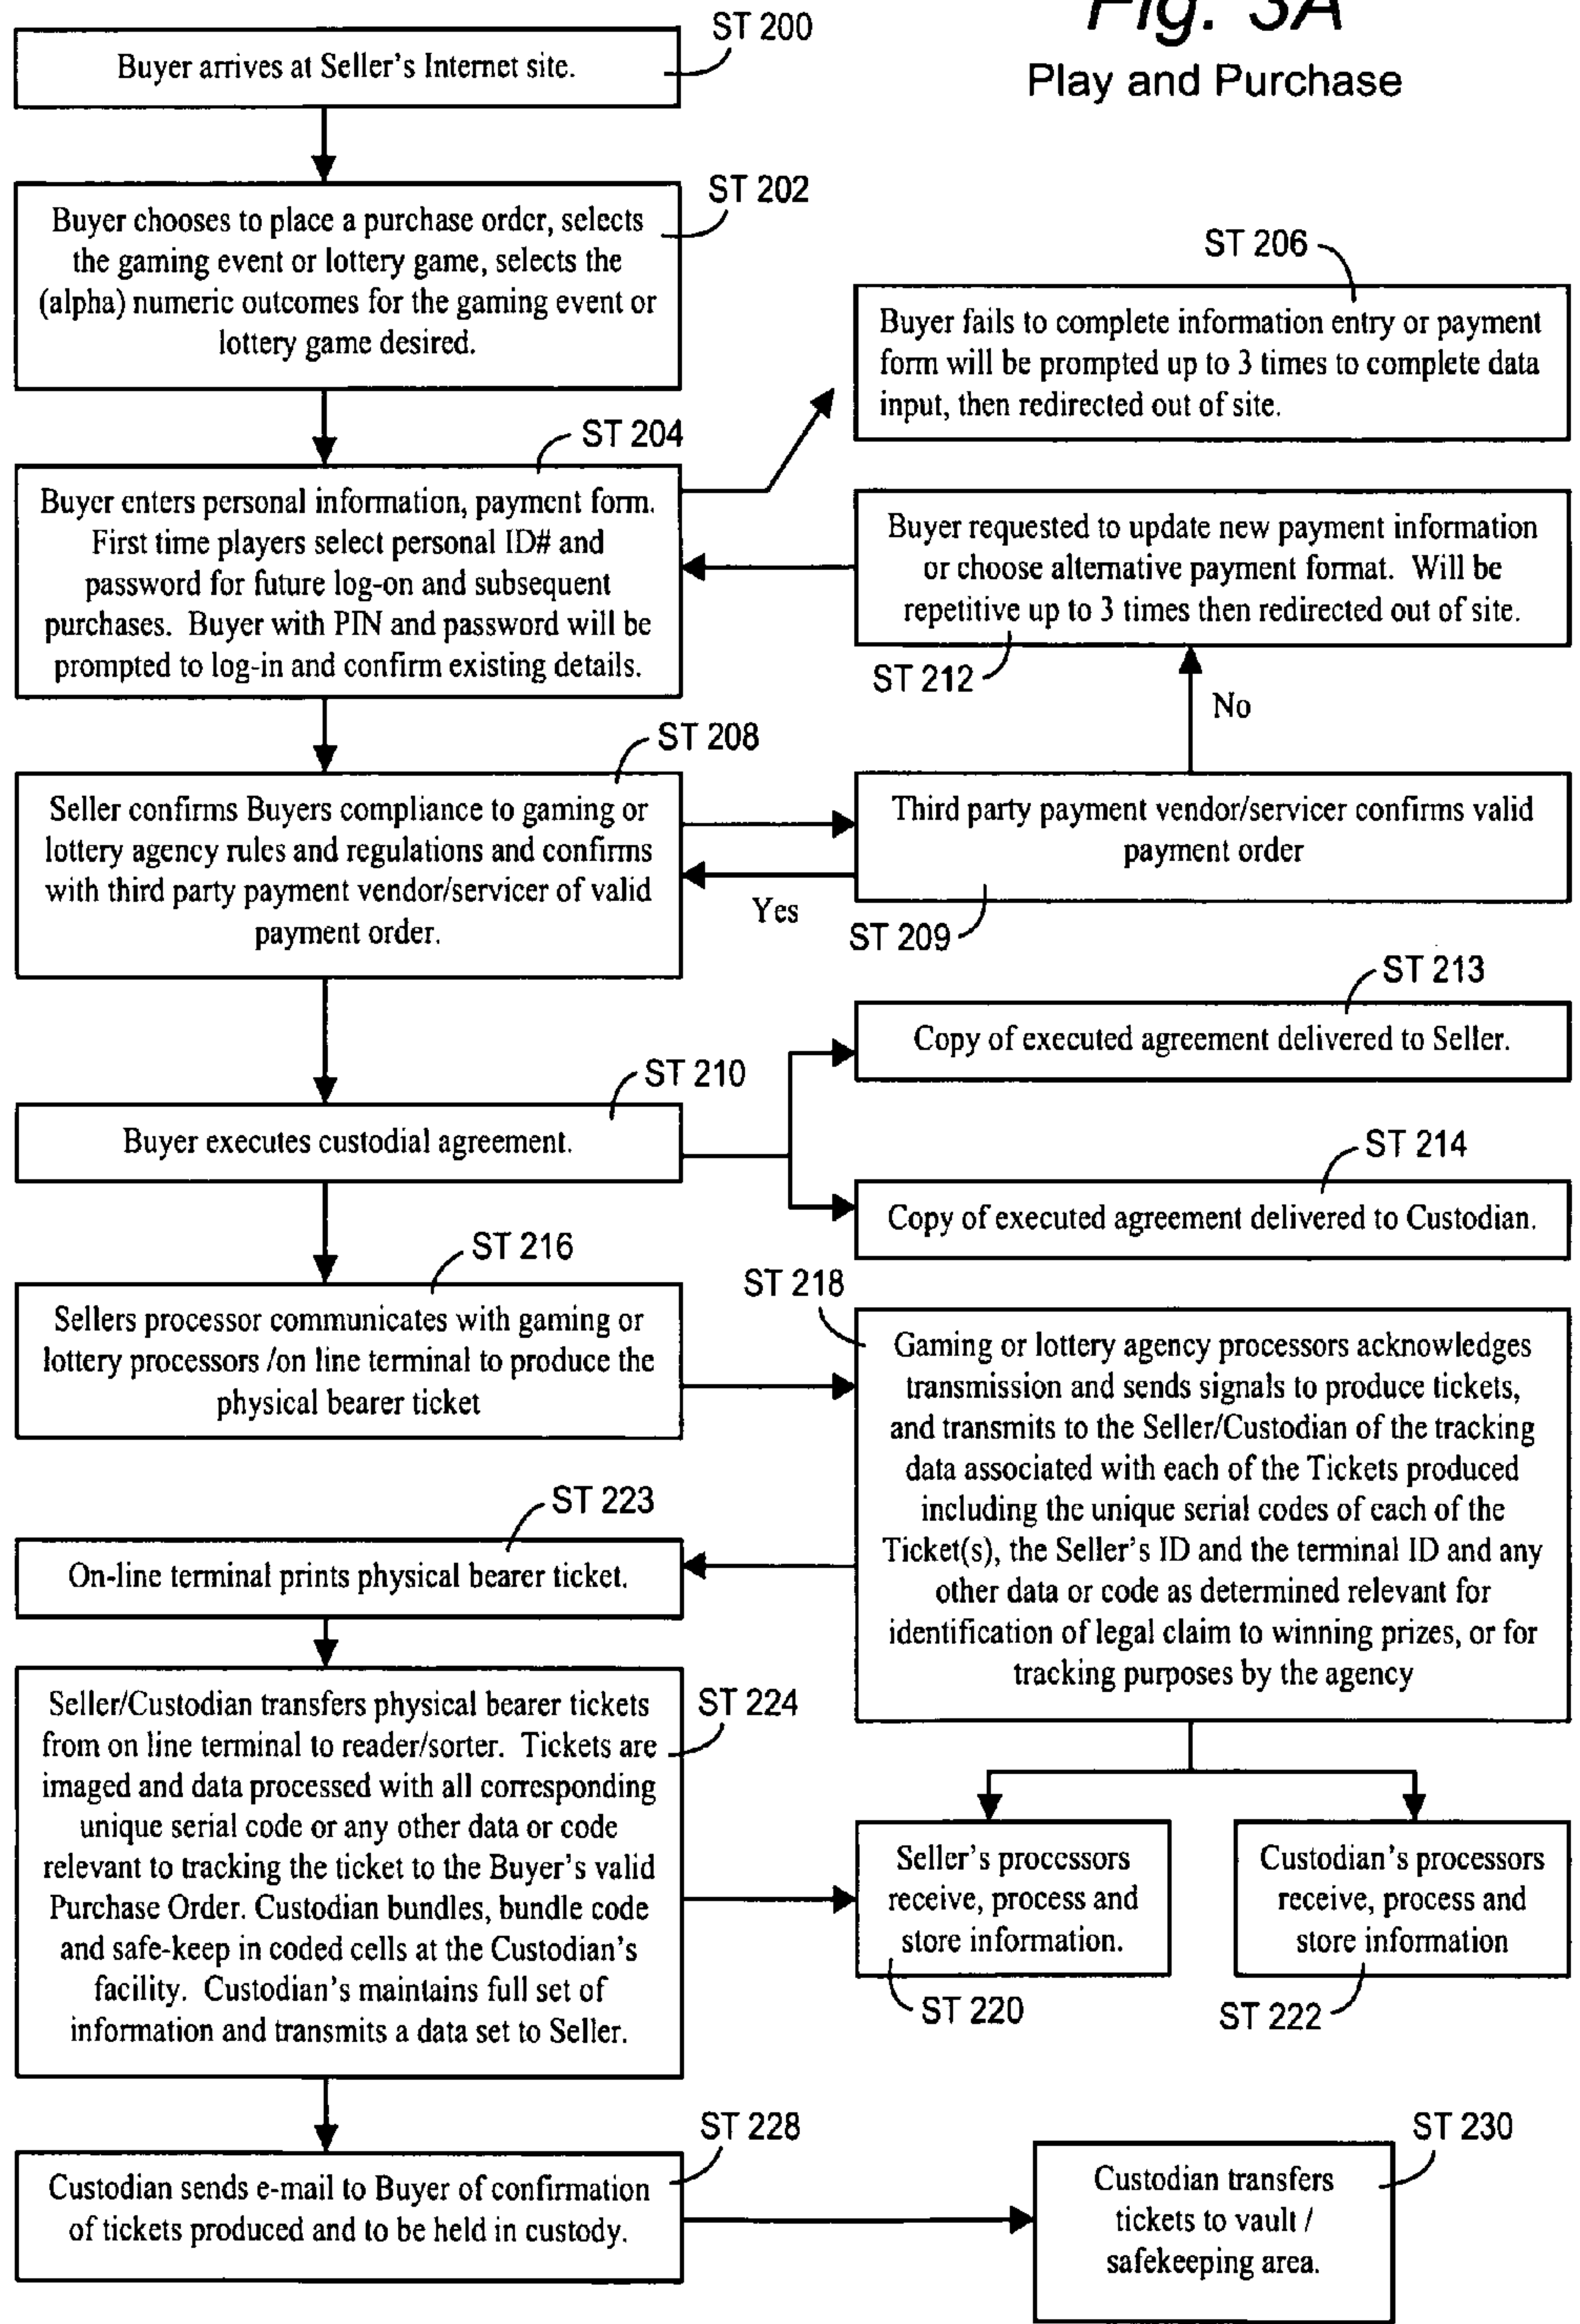 Fig. 3A
Play and Purchase
ST 200
Buyer arrives at Seller's Internet site.
ST 202
Buyer chooses to place a purchase order, selects
the gaming event or lottery game, selects the
(alpha) numeric outcomes for the gaming event or
lottery game desired.
ST 206
Buyer fails to complete information entry or payment
form will be prompted up to 3 times to complete data
input, then redirected out of site.
ST 204
Buyer enters personal information, payment form.
First time players select personal ID# and
password for future log-on and subsequent
purchases. Buyer with PIN and password will be
prompted to log-in and confirm existing details.
Buyer requested to update new payment information
or choose alternative payment format. Will be
repetitive up to 3 times then redirected out of site.
ST 212
No
ST 208
Seller confirms Buyers compliance to gaming or
lottery agency rules and regulations and confirms
with third party payment vendor/servicer of valid
payment order.
Third party payment vendor/servicer confirms valid
payment order
Yes
ST 209
ST 213
Copy of executed agreement delivered to Seller.
ST 210
Buyer executes custodial agreement.
ST 214
Copy of executed agreement delivered to Custodian.
ST 216
Sellers processor communicates with gaming or
lottery processors /on line terminal to produce the
physical bearer ticket
ST 218
Gaming or lottery agency processors acknowledges
transmission and sends signals to produce tickets,
and transmits to the Seller/Custodian of the tracking
data associated with each of the Tickets produced
including the unique serial codes of each of the
Ticket(s), the Seller's ID and the terminal ID and any
other data or code as determined relevant for
identification of legal claim to winning prizes, or for
tracking purposes by the agency
ST 223
On-line terminal prints physical bearer ticket.
ST 224
Seller/Custodian transfers physical bearer tickets
from on line terminal to reader/sorter. Tickets are
imaged and data processed with all corresponding
unique serial code or any other data or code
relevant to tracking the ticket to the Buyer's valid
Purchase Order. Custodian bundles, bundle code
and safe-keep in coded cells at the Custodian's
facility. Custodian's maintains full set of
information and transmits a data set to Seller.
Seller's processors
receive, process and
store information.
ST 220
Custodian's processors
receive, process and
store information
ST 222
ST 228
Custodian sends e-mail to Buyer of confirmation
of tickets produced and to be held in custody.
ST 230
Custodian transfers
tickets to vault /
safekeeping area.